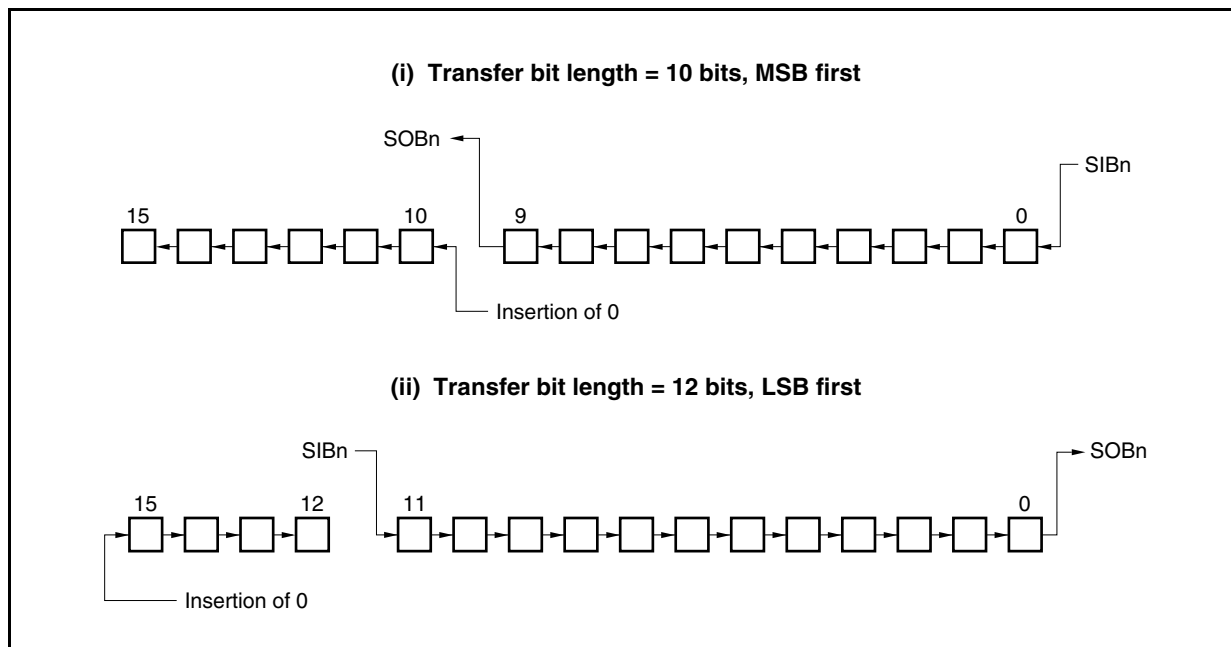 (i) Transfer bit length = 10 bits, MSB first
SOBn
SIBn
15
10
9
0
Insertion of 0
(ii) Transfer bit length = 12 bits, LSB first
SIBn
SOBn
15
12
11
0
Insertion of 0